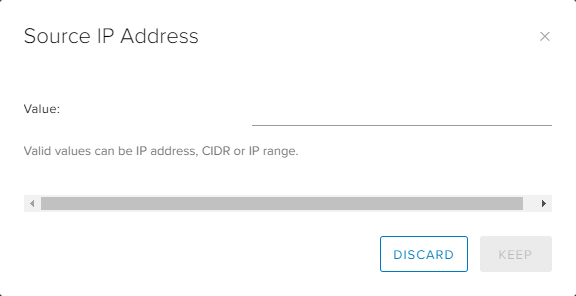 Source IP Address
Value:
Valid values can be IP address, CIDR or IP range.
DISCARD KEEP